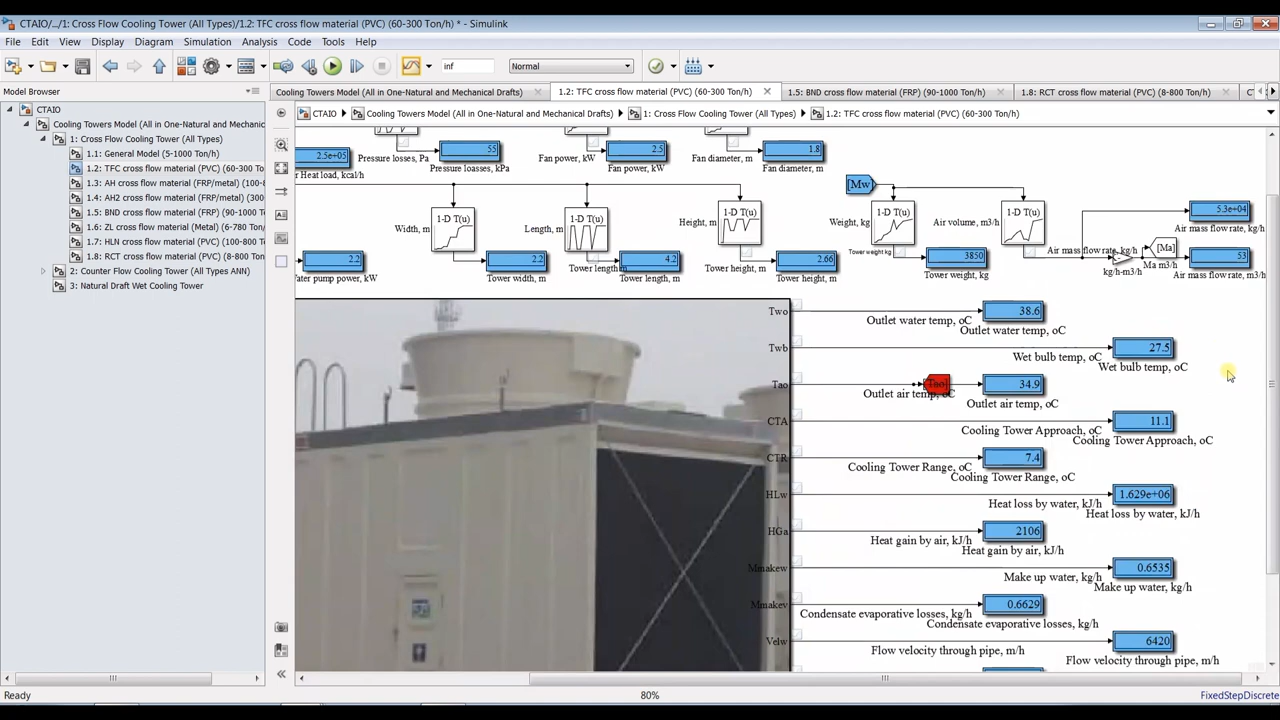 CTAIO/.../1: Cross Flow Cooling Tower (All Types)/1.2: TFC cross flow material (PVC) (60-300 Ton/h) * - Simulink
File Edit View Display Diagram Simulation Analysis Code Tools Help
inf Normal
Model Browser
Cooling Towers Model (All in One-Natural and Mechanical Drafts) 1.2: TFC cross flow material (PVC) (60-300 Ton/h) 1.5: BND cross flow material (FRP) (90-1000 Ton/h) 1.8: RCT cross flow material (PVC) (8-800 Ton/h)
CTAIO Cooling Towers Model (All in One-Natural and Mechanical Drafts) 1: Cross Flow Cooling Tower (All Types) 1.2: TFC cross flow material (PVC) (60-300 Ton/h)
CTAIO
Cooling Towers Model (All in One-Natural and Mechanic
1: Cross Flow Cooling Tower (All Types)
1.1: General Model (5-1000 Ton/h)
1.2: TFC cross flow material (PVC) (60-300 To
1.3: AH cross flow material (FRP/metal) (100-
1.4: AH2 cross flow material (FRP/metal) (300
1.5: BND cross flow material (FRP) (90-1000 T
1.6: ZL cross flow material (Metal) (6-780 Ton/
1.7: HLN cross flow material (PVC) (100-800 T
1.8: RCT cross flow material (PVC) (8-800 Ton
2: Counter Flow Cooling Tower (All Types ANN)
3: Natural Draft Wet Cooling Tower
2.5e+05 Pressure losses, Pa 55 Fan power, kW 2.5 Fan diameter, m 1.8
r Heat load, kcal/h Pressure loasses, kPa Fan power, kW Fan diameter, m
[Mw
Width, m 1-D T(u) Length, m 1-D T(u) Height, m 1-D T(u) Weight, kg 1-D T(u) Air volume, m3/h 1-D T(u) 5.3e+04
Air mass flow rate, kg/h
Air mass flow rate, kg/h [Ma]
2.2 2.2 Tower length, m 4.2 Tower height, m 2.66 Tower weight kg 3850 kg/h-m3/h Ma m3/h 53
ater pump power, kW Tower width, m Tower length, m Tower height, m Tower weight, kg Air mass flow rate, m3/h
Two 38.6
Outlet water temp, oC Outlet water temp, oC
Twb 27.5
Wet bulb temp, oC Wet bulb temp, oC
Tao [Tao] 34.9
Outlet air temp, oC Outlet air temp, oC
CTA 11.1
Cooling Tower Approach, oC Cooling Tower Approach, oC
CTR 7.4
Cooling Tower Range, oC Cooling Tower Range, oC
HLw 1.629e+06
Heat loss by water, kJ/h Heat loss by water, kJ/h
HGa 2106
Heat gain by air, kJ/h Heat gain by air, kJ/h
Mmakew 0.6535
Make up water, kg/h Make up water, kg/h
Mmakev 0.6629
Condensate evaporative losses, kg/h Condensate evaporative losses, kg/h
Velw 6420
Flow velocity through pipe, m/h Flow velocity through pipe, m/h
Ready 80% FixedStepDiscrete